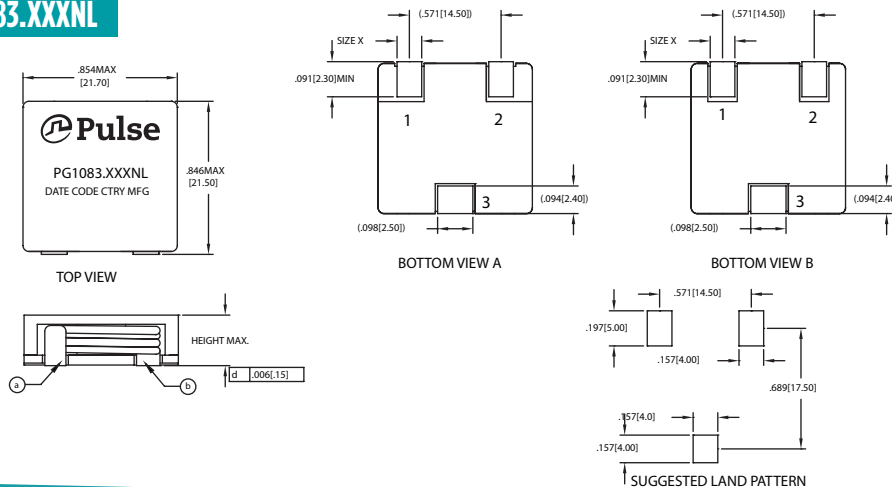 83.XXXNL
.854MAX
[21.70]
Pulse
PG1083.XXXNL
DATE CODE CTRY MFG
.846MAX
[21.50]
TOP VIEW
HEIGHT MAX.
d .006[.15]
a
b
(.571[14.50])
SIZE X
.091[2.30]MIN
1
2
3
(.094[2.40])
(.098[2.50])
BOTTOM VIEW A
(.571[14.50])
SIZE X
.091[2.30]MIN
1
2
3
(.094[2.40
(.098[2.50])
BOTTOM VIEW B
.571[14.50]
.197[5.00]
.157[4.00]
.689[17.50]
.157[4.0]
.157[4.00]
SUGGESTED LAND PATTERN